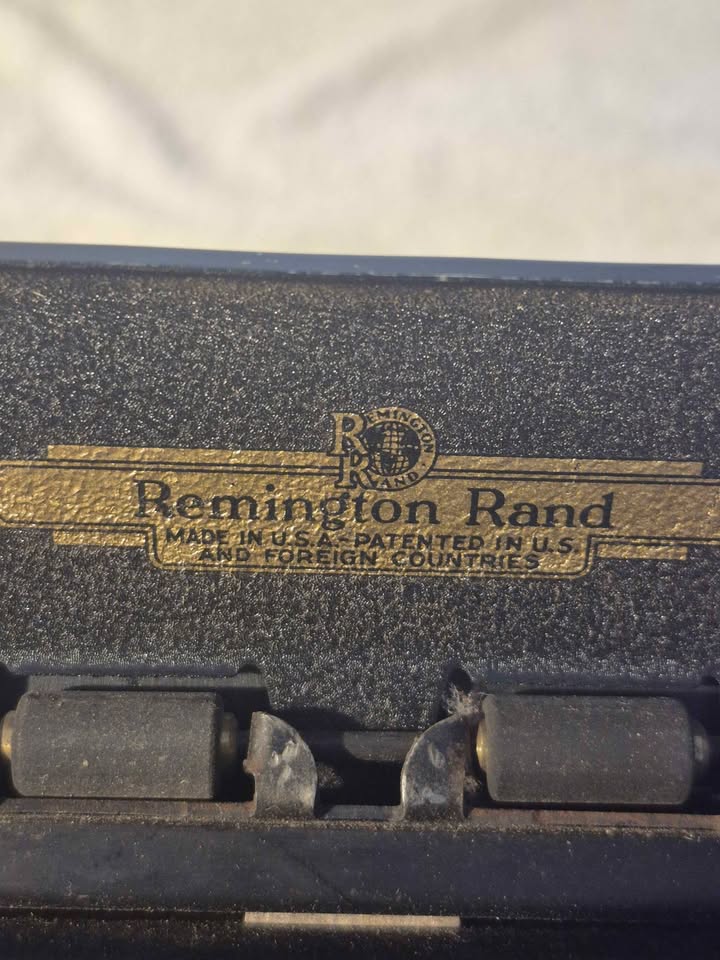 REMINGTON
RAND
Remington Rand
MADE IN U.S.A.-PATENTED IN U.S.
AND FOREIGN COUNTRIES